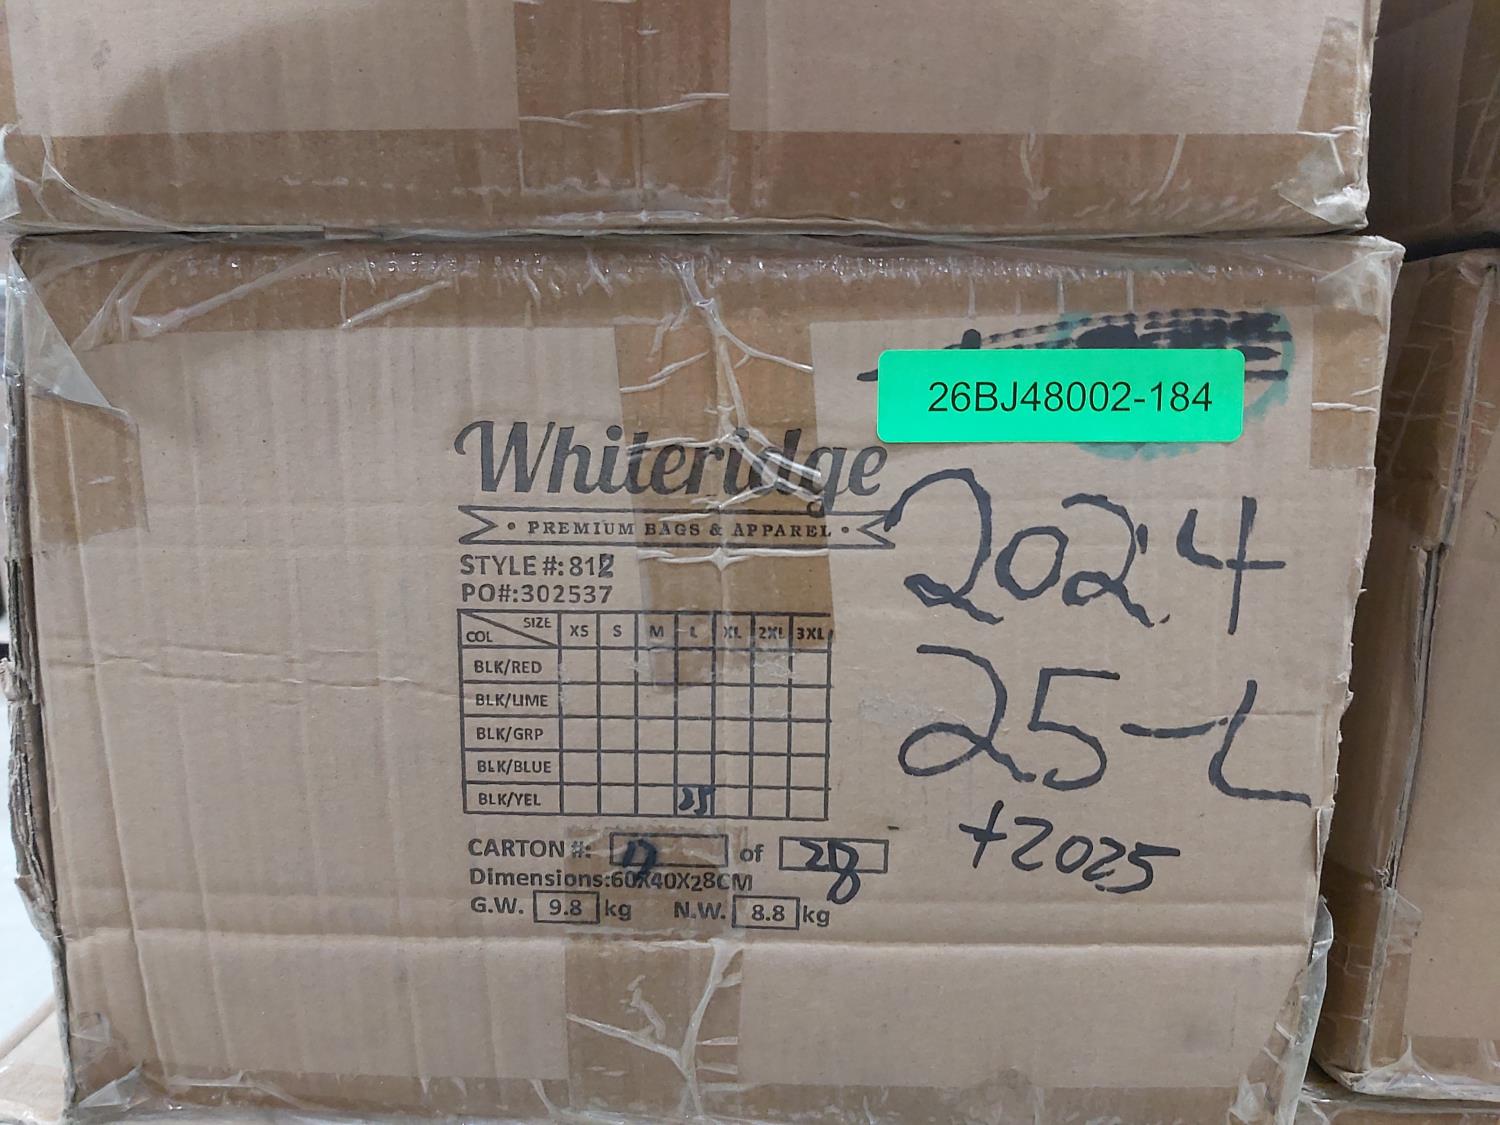 26BJ48002-184
Whiteridge
• PREMIUM BAGS & APPAREL •
STYLE #: 812
PO#:302537
SIZE COL XS S M L XL 2XL 3XL
BLK/RED
BLK/LIME
BLK/GRP
BLK/BLUE
BLK/YEL 25
CARTON #: of 28
Dimensions:60X40X28CM
G.W. 9.8 kg N.W. 8.8 kg
2024
25-L
+2025